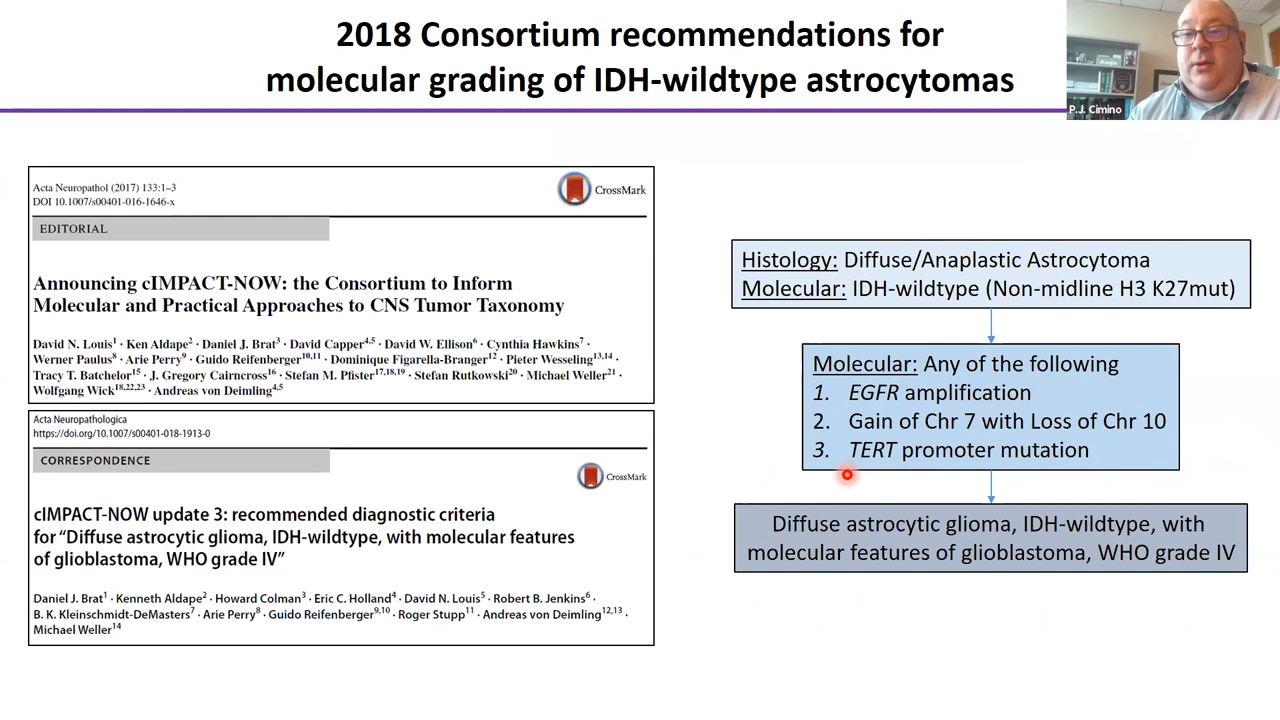 2018 Consortium recommendations for
molecular grading of IDH-wildtype astrocytomas
P.J. Cimino
Acta Neuropathol (2017) 133:1–3
DOI 10.1007/s00401-016-1646-x
CrossMark
EDITORIAL
Announcing cIMPACT-NOW: the Consortium to Inform
Molecular and Practical Approaches to CNS Tumor Taxonomy
David N. Louis1 · Ken Aldape2 · Daniel J. Brat3 · David Capper4,5 · David W. Ellison6 · Cynthia Hawkins7 ·
Werner Paulus8 · Arie Perry9 · Guido Reifenberger10,11 · Dominique Figarella-Branger12 · Pieter Wesseling13,14 ·
Tracy T. Batchelor15 · J. Gregory Cairncross16 · Stefan M. Pfister17,18,19 · Stefan Rutkowski20 · Michael Weller21 ·
Wolfgang Wick18,22,23 · Andreas von Deimling4,5
Acta Neuropathologica
https://doi.org/10.1007/s00401-018-1913-0
CORRESPONDENCE
CrossMark
cIMPACT-NOW update 3: recommended diagnostic criteria
for “Diffuse astrocytic glioma, IDH-wildtype, with molecular features
of glioblastoma, WHO grade IV”
Daniel J. Brat1 · Kenneth Aldape2 · Howard Colman3 · Eric C. Holland4 · David N. Louis5 · Robert B. Jenkins6 ·
B. K. Kleinschmidt-DeMasters7 · Arie Perry8 · Guido Reifenberger9,10 · Roger Stupp11 · Andreas von Deimling12,13 ·
Michael Weller14
Histology: Diffuse/Anaplastic Astrocytoma
Molecular: IDH-wildtype (Non-midline H3 K27mut)
Molecular: Any of the following
1. EGFR amplification
2. Gain of Chr 7 with Loss of Chr 10
3. TERT promoter mutation
Diffuse astrocytic glioma, IDH-wildtype, with
molecular features of glioblastoma, WHO grade IV